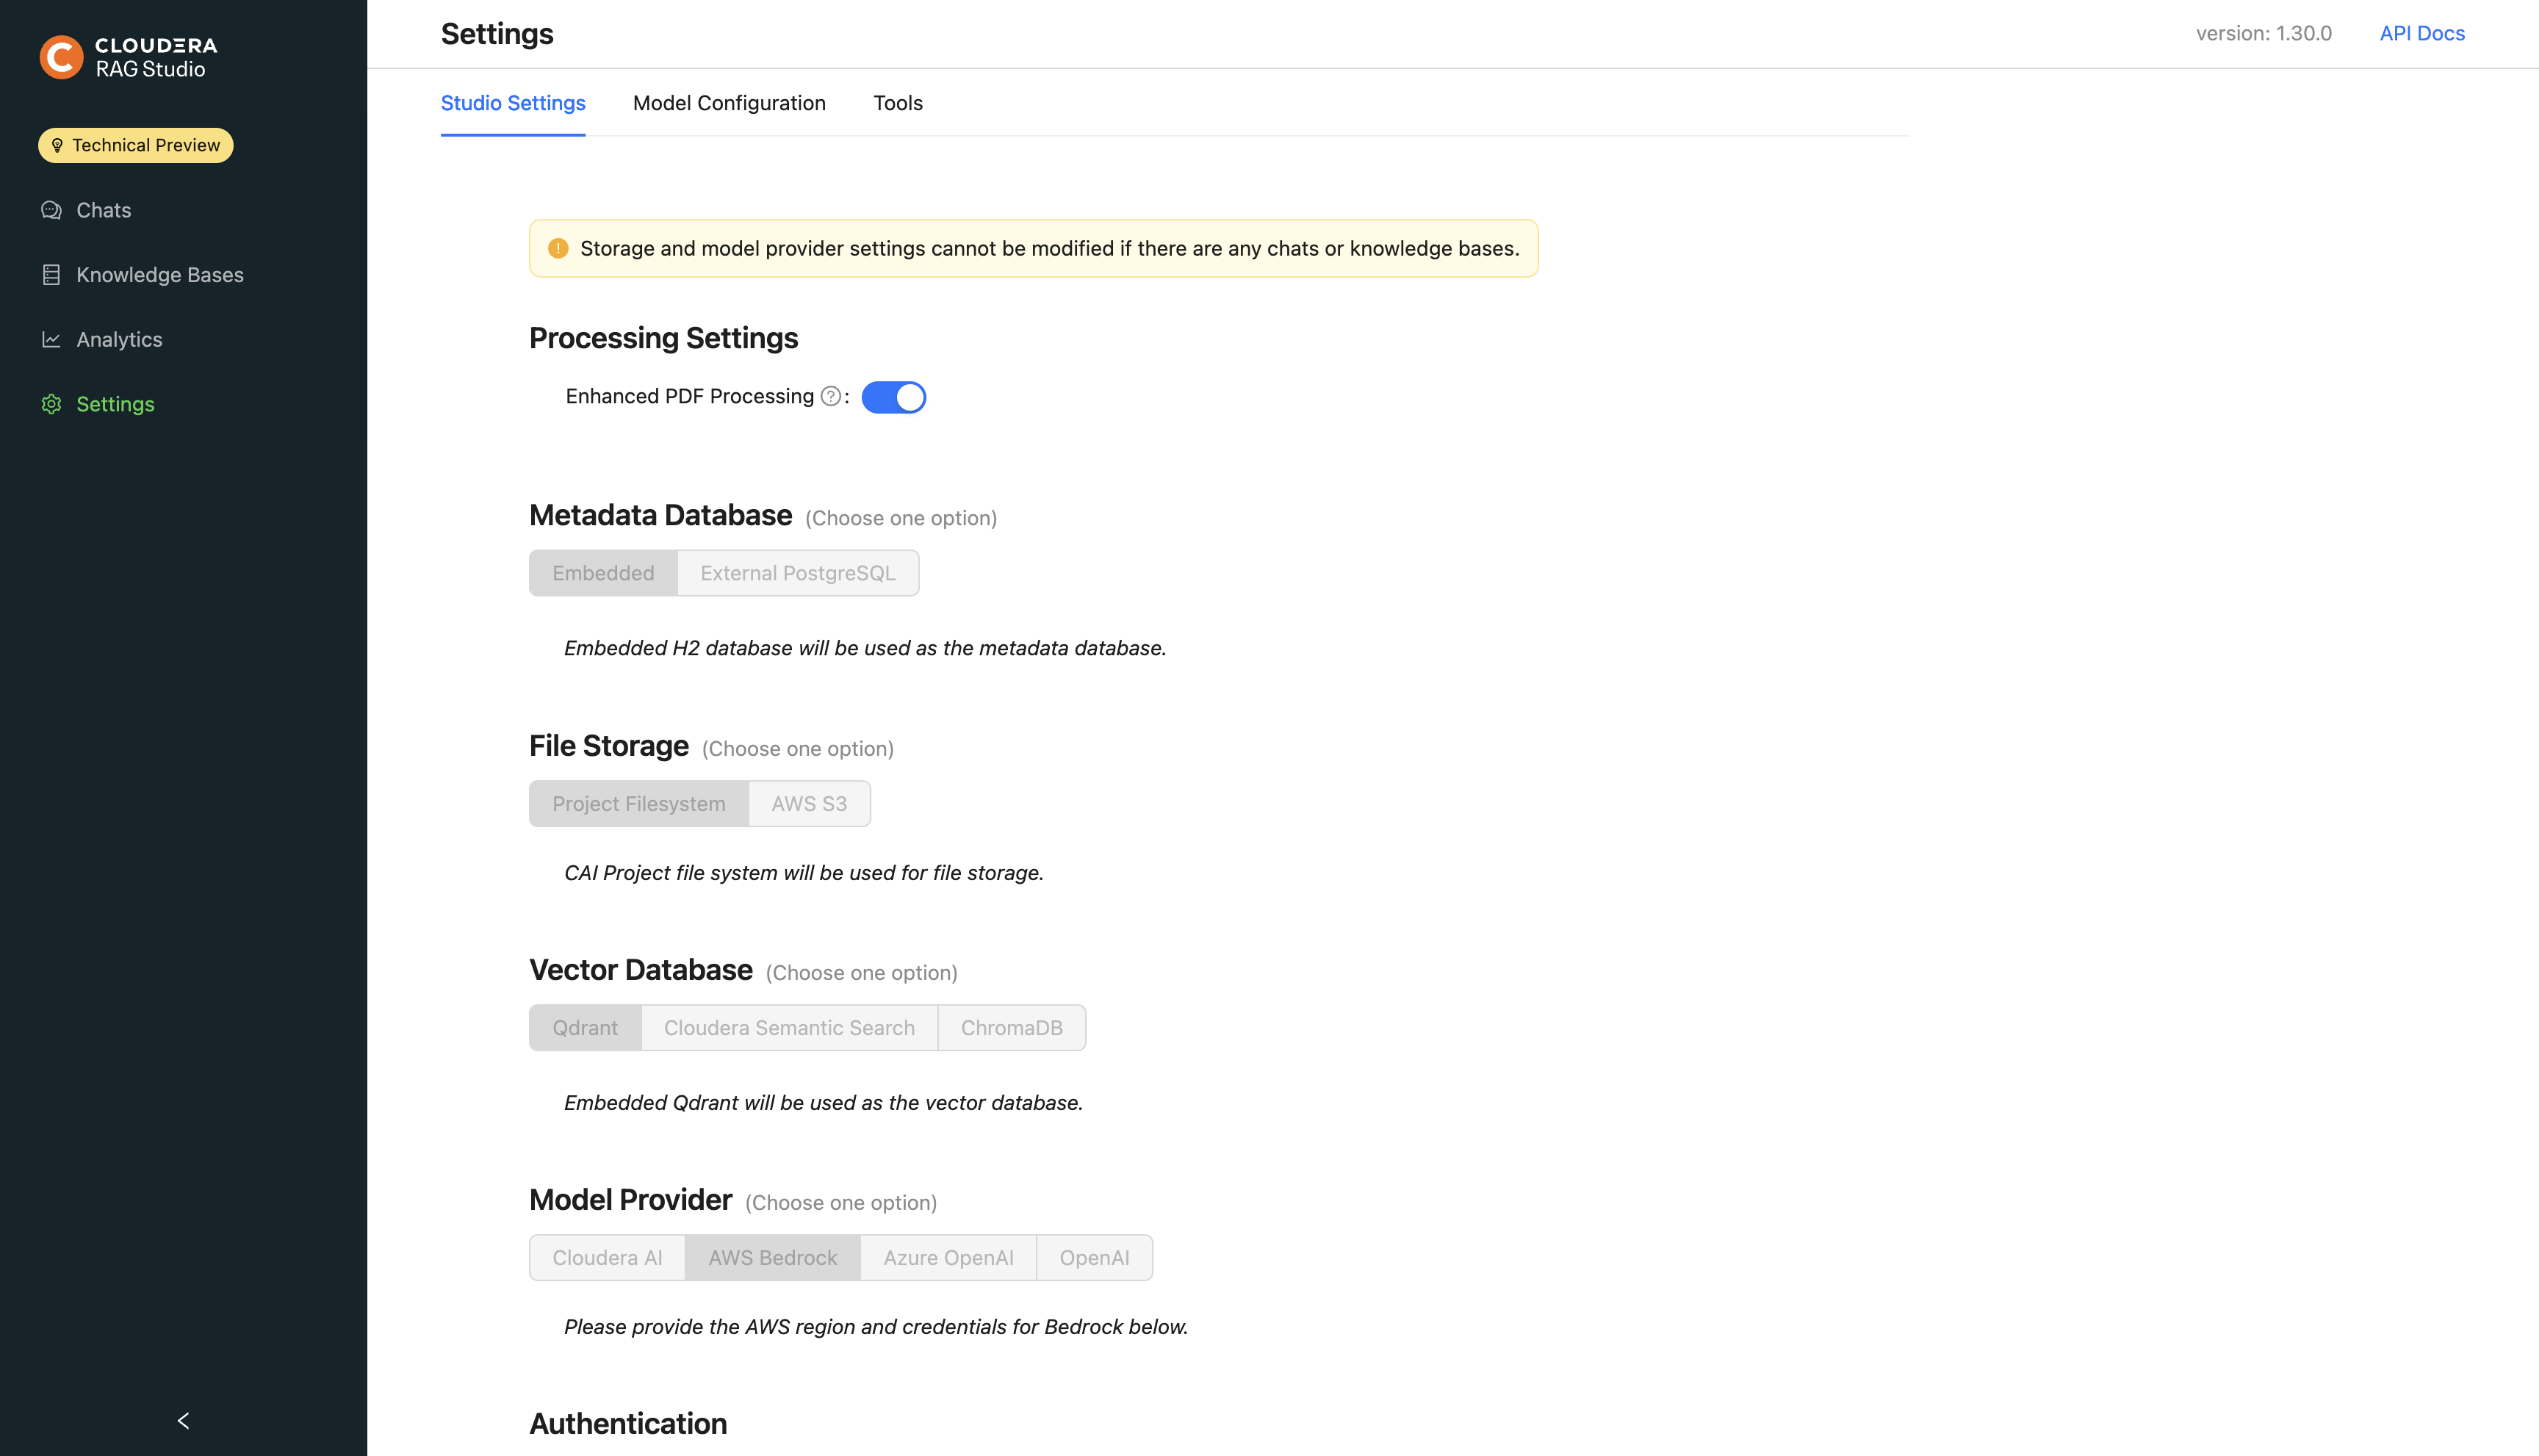 CLOUDERA
RAG Studio
Technical Preview
Chats
Knowledge Bases
Analytics
Settings
Settings
version: 1.30.0
API Docs
Studio Settings
Model Configuration
Tools
Storage and model provider settings cannot be modified if there are any chats or knowledge bases.
Processing Settings
Enhanced PDF Processing ? :
Metadata Database (Choose one option)
Embedded
External PostgreSQL
Embedded H2 database will be used as the metadata database.
File Storage (Choose one option)
Project Filesystem
AWS S3
CAI Project file system will be used for file storage.
Vector Database (Choose one option)
Qdrant
Cloudera Semantic Search
ChromaDB
Embedded Qdrant will be used as the vector database.
Model Provider (Choose one option)
Cloudera AI
AWS Bedrock
Azure OpenAI
OpenAI
Please provide the AWS region and credentials for Bedrock below.
Authentication